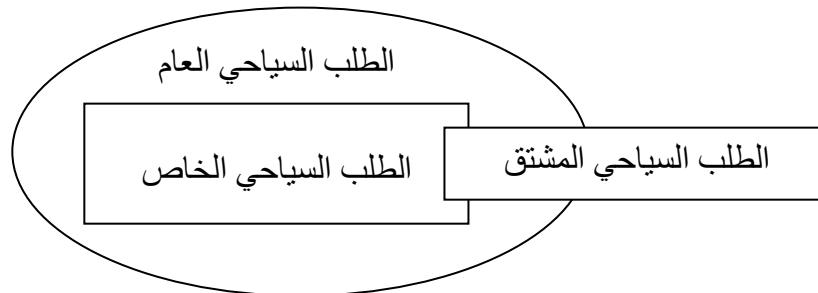 الطلب السياحي العام
الطلب السياحي الخاص
الطلب السياحي المشتق